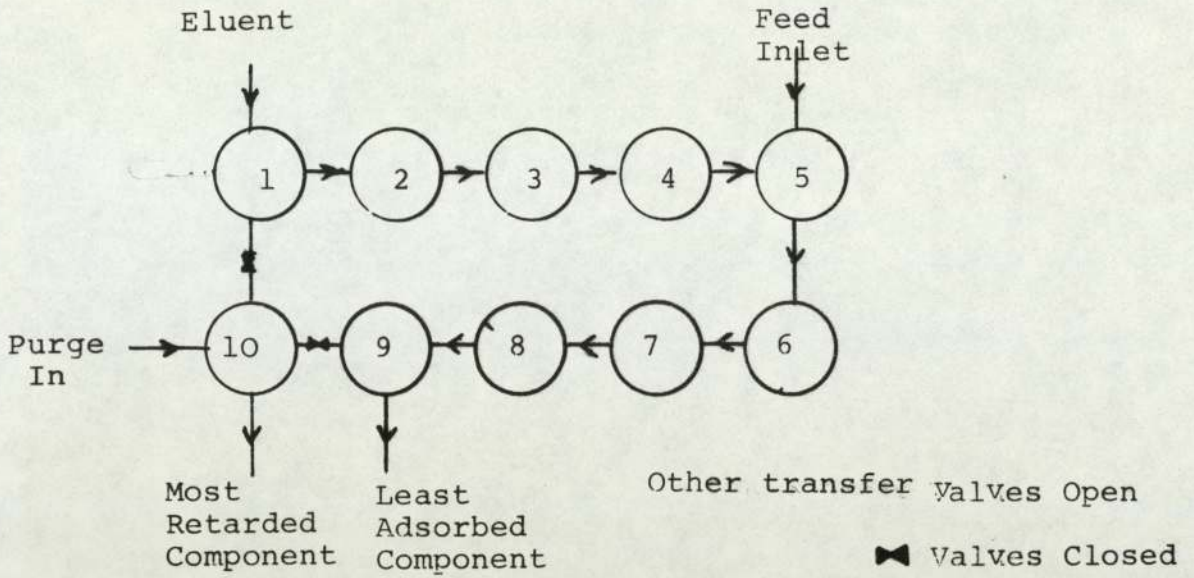 Eluent
Feed
Inlet
1
2
3
4
5
Purge
In
10
9
8
7
6
Most
Retarded
Component
Least
Adsorbed
Component
Other transfer Valves Open
Valves Closed